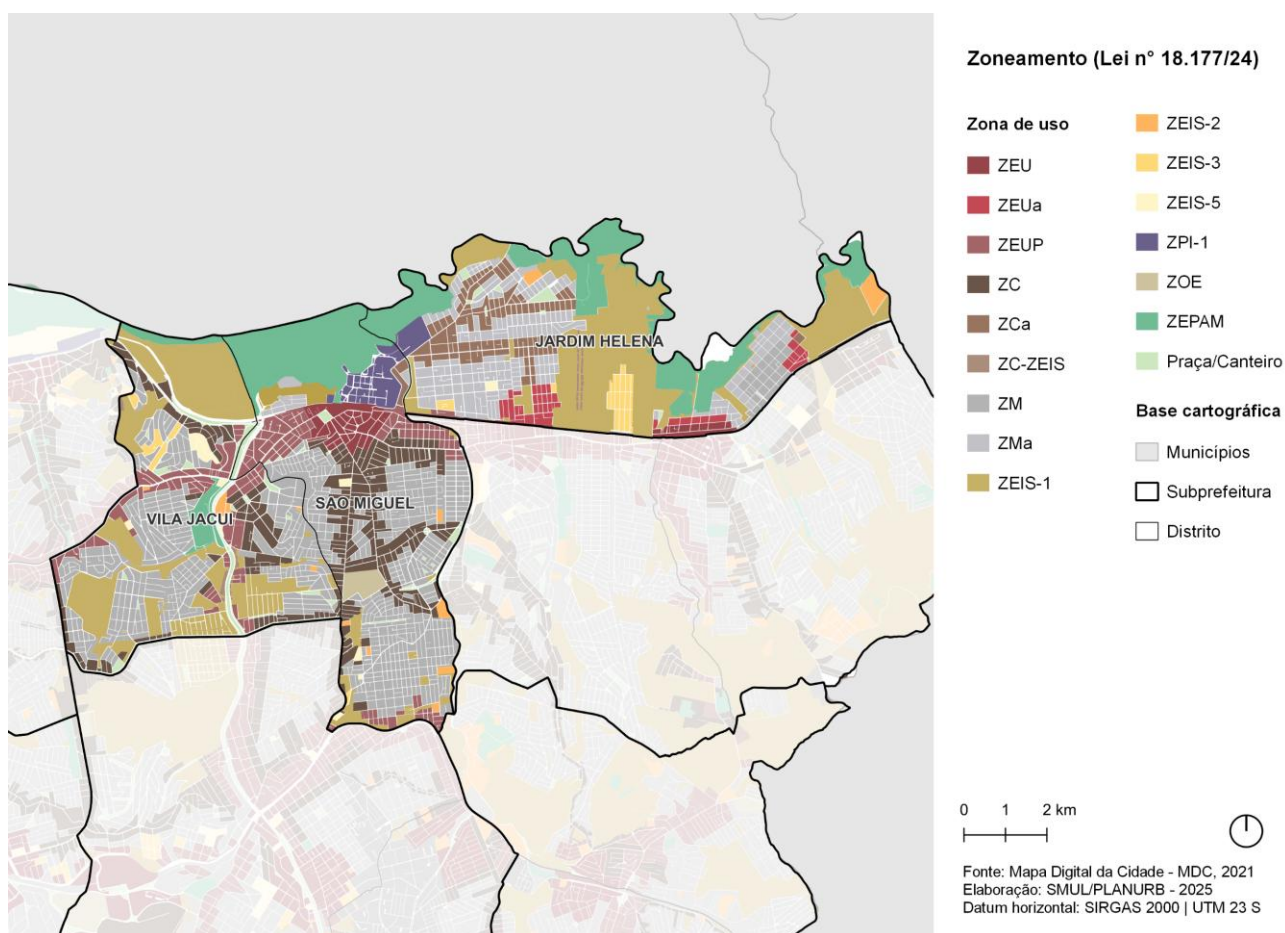 Zoneamento (Lei n° 18.177/24)
Zona de uso
ZEU
ZEUa
ZEUP
ZC
ZCa
ZC-ZEIS
ZM
ZMa
ZEIS-1
ZEIS-2
ZEIS-3
ZEIS-5
ZPI-1
ZOE
ZEPAM
Praça/Canteiro
Base cartográfica
Municípios
Subprefeitura
Distrito
JARDIM HELENA
SÃO MIGUEL
VILA JACUÍ
0 1 2 km
Fonte: Mapa Digital da Cidade - MDC, 2021
Elaboração: SMUL/PLANURB - 2025
Datum horizontal: SIRGAS 2000 | UTM 23 S